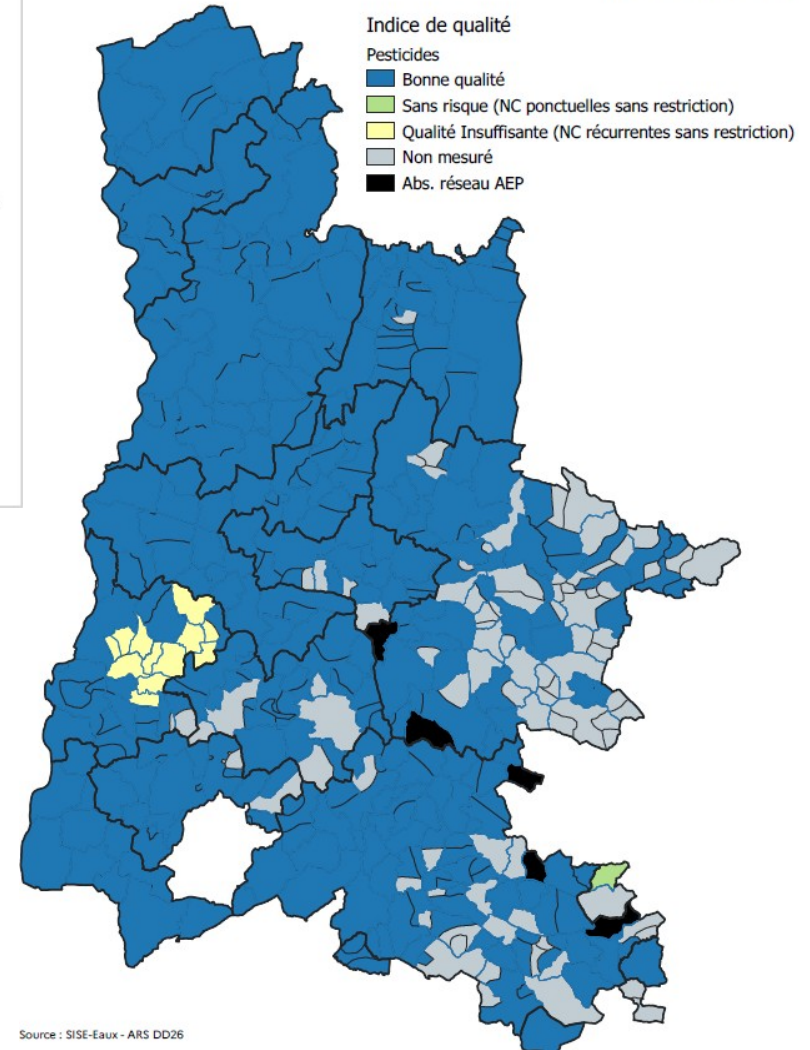 Indice de qualité
Pesticides
Bonne qualité
Sans risque (NC ponctuelles sans restriction)
Qualité Insuffisante (NC récurrentes sans restriction)
Non mesuré
Abs. réseau AEP
Source : SISE-Eaux - ARS DD26